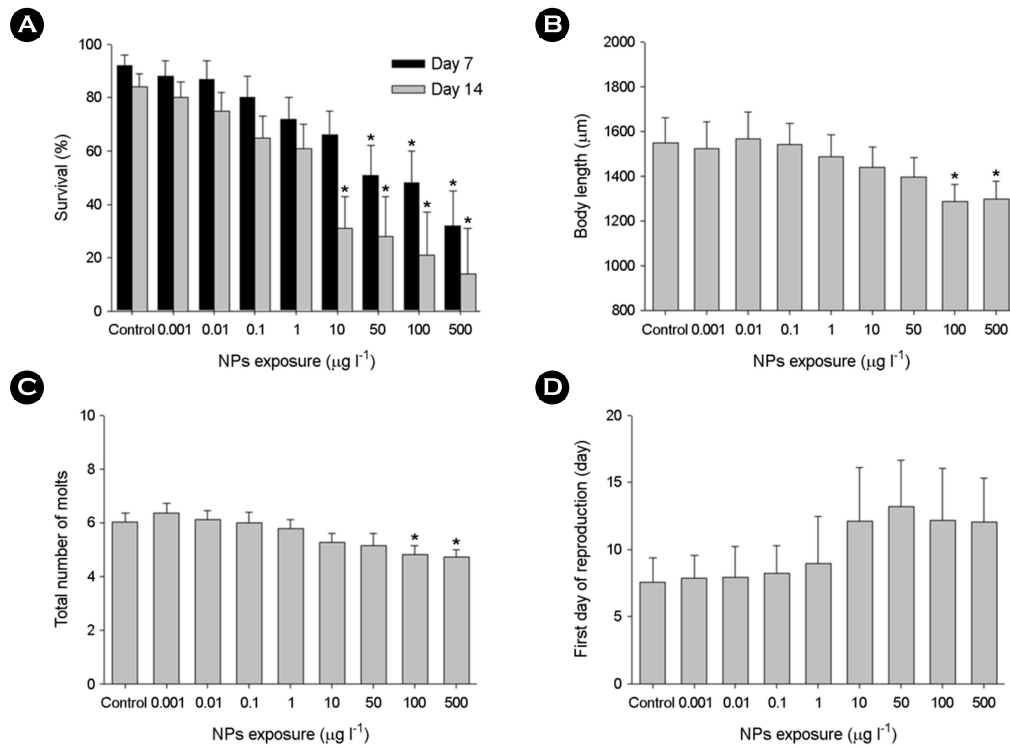 A
Survival (%)
100
80
60
40
20
0
Day 7
Day 14
*
*
*
*
*
*
*
Control 0.001 0.01 0.1 1 10 50 100 500
NPs exposure (µg l⁻¹)
B
Body length (µm)
2000
1800
1600
1400
1200
1000
800
*
*
Control 0.001 0.01 0.1 1 10 50 100 500
NPs exposure (µg l⁻¹)
C
Total number of molts
10
8
6
4
2
0
*
*
Control 0.001 0.01 0.1 1 10 50 100 500
NPs exposure (µg l⁻¹)
D
First day of reproduction (day)
20
15
10
5
0
Control 0.001 0.01 0.1 1 10 50 100 500
NPs exposure (µg l⁻¹)